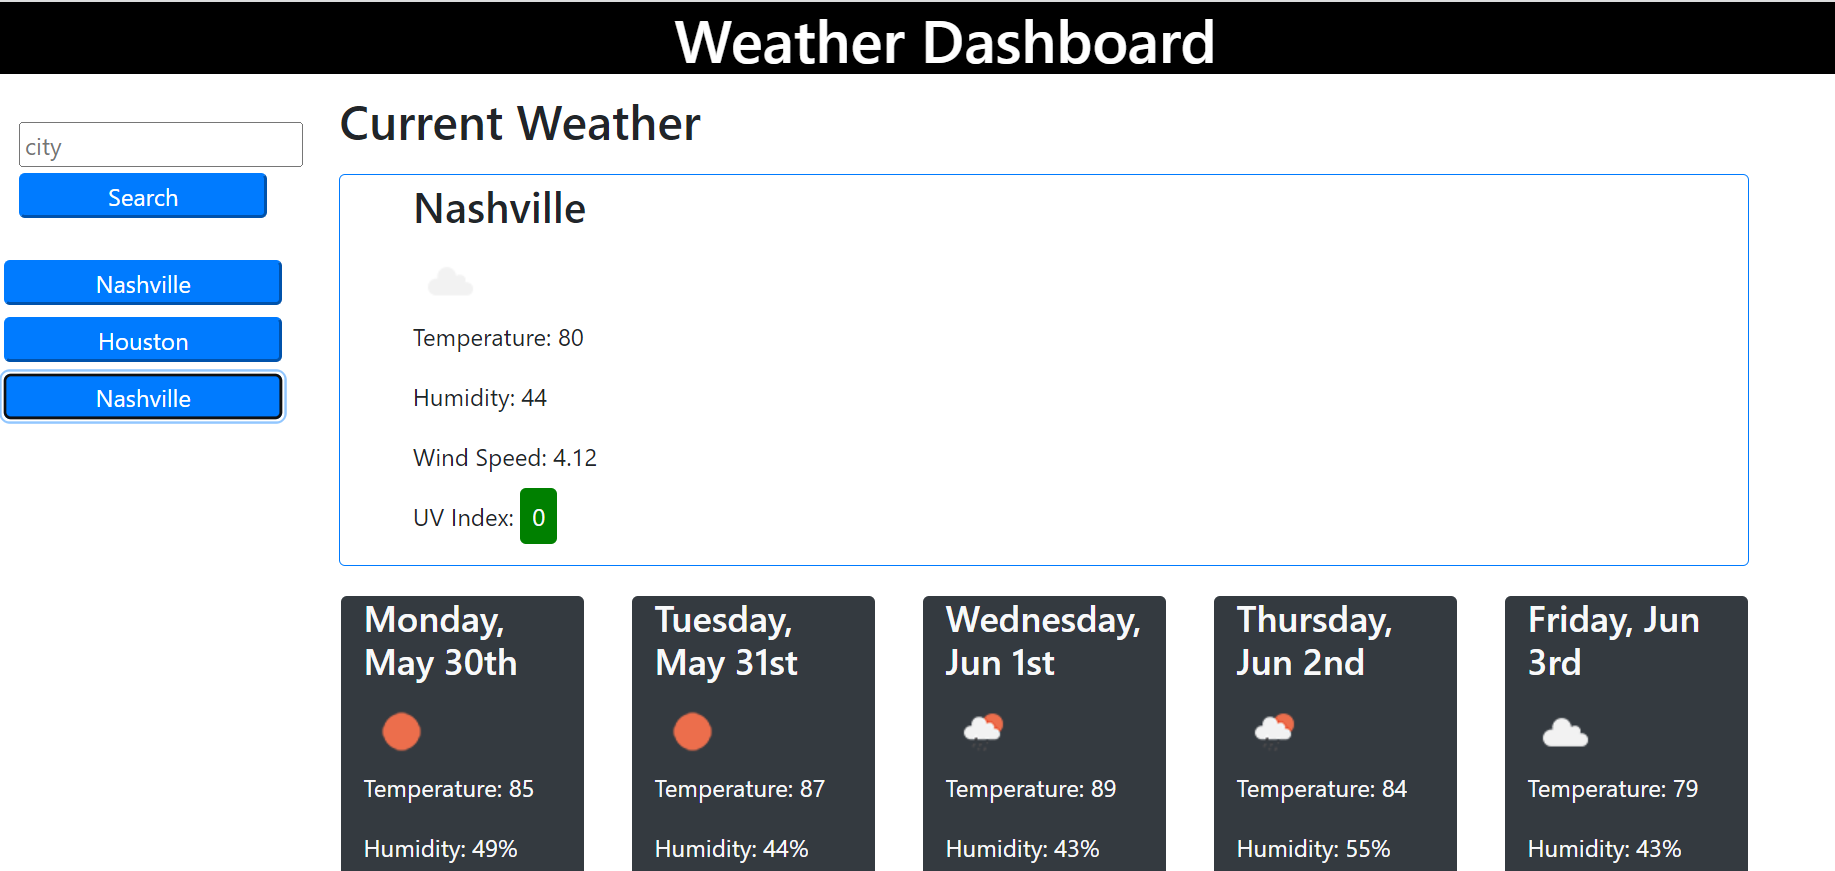 Weather Dashboard
city
Search
Nashville
Houston
Nashville
Current Weather
Nashville
Temperature: 80
Humidity: 44
Wind Speed: 4.12
UV Index: 0
Monday,
May 30th
Temperature: 85
Humidity: 49%
Tuesday,
May 31st
Temperature: 87
Humidity: 44%
Wednesday,
Jun 1st
Temperature: 89
Humidity: 43%
Thursday,
Jun 2nd
Temperature: 84
Humidity: 55%
Friday, Jun
3rd
Temperature: 79
Humidity: 43%